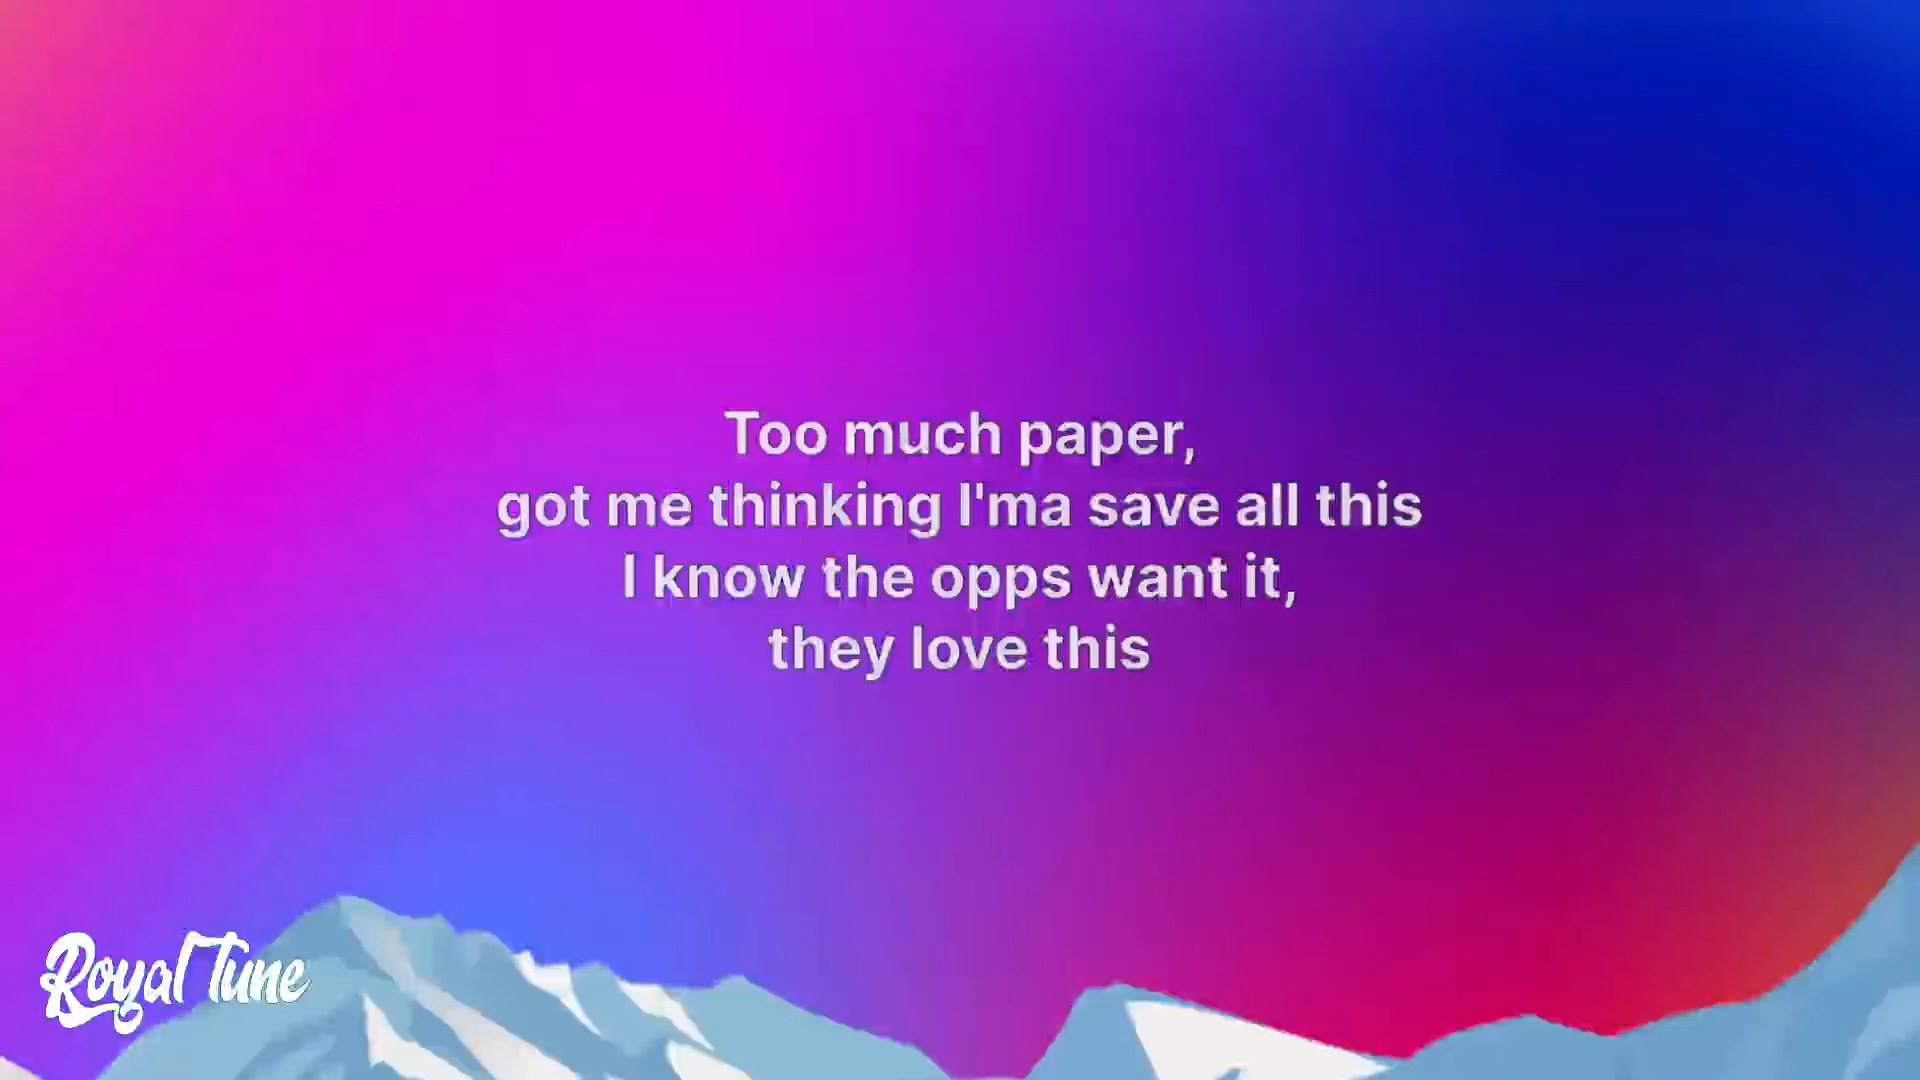 Too much paper,
got me thinking I'ma save all this
I know the opps want it,
they love this
Royal Tune